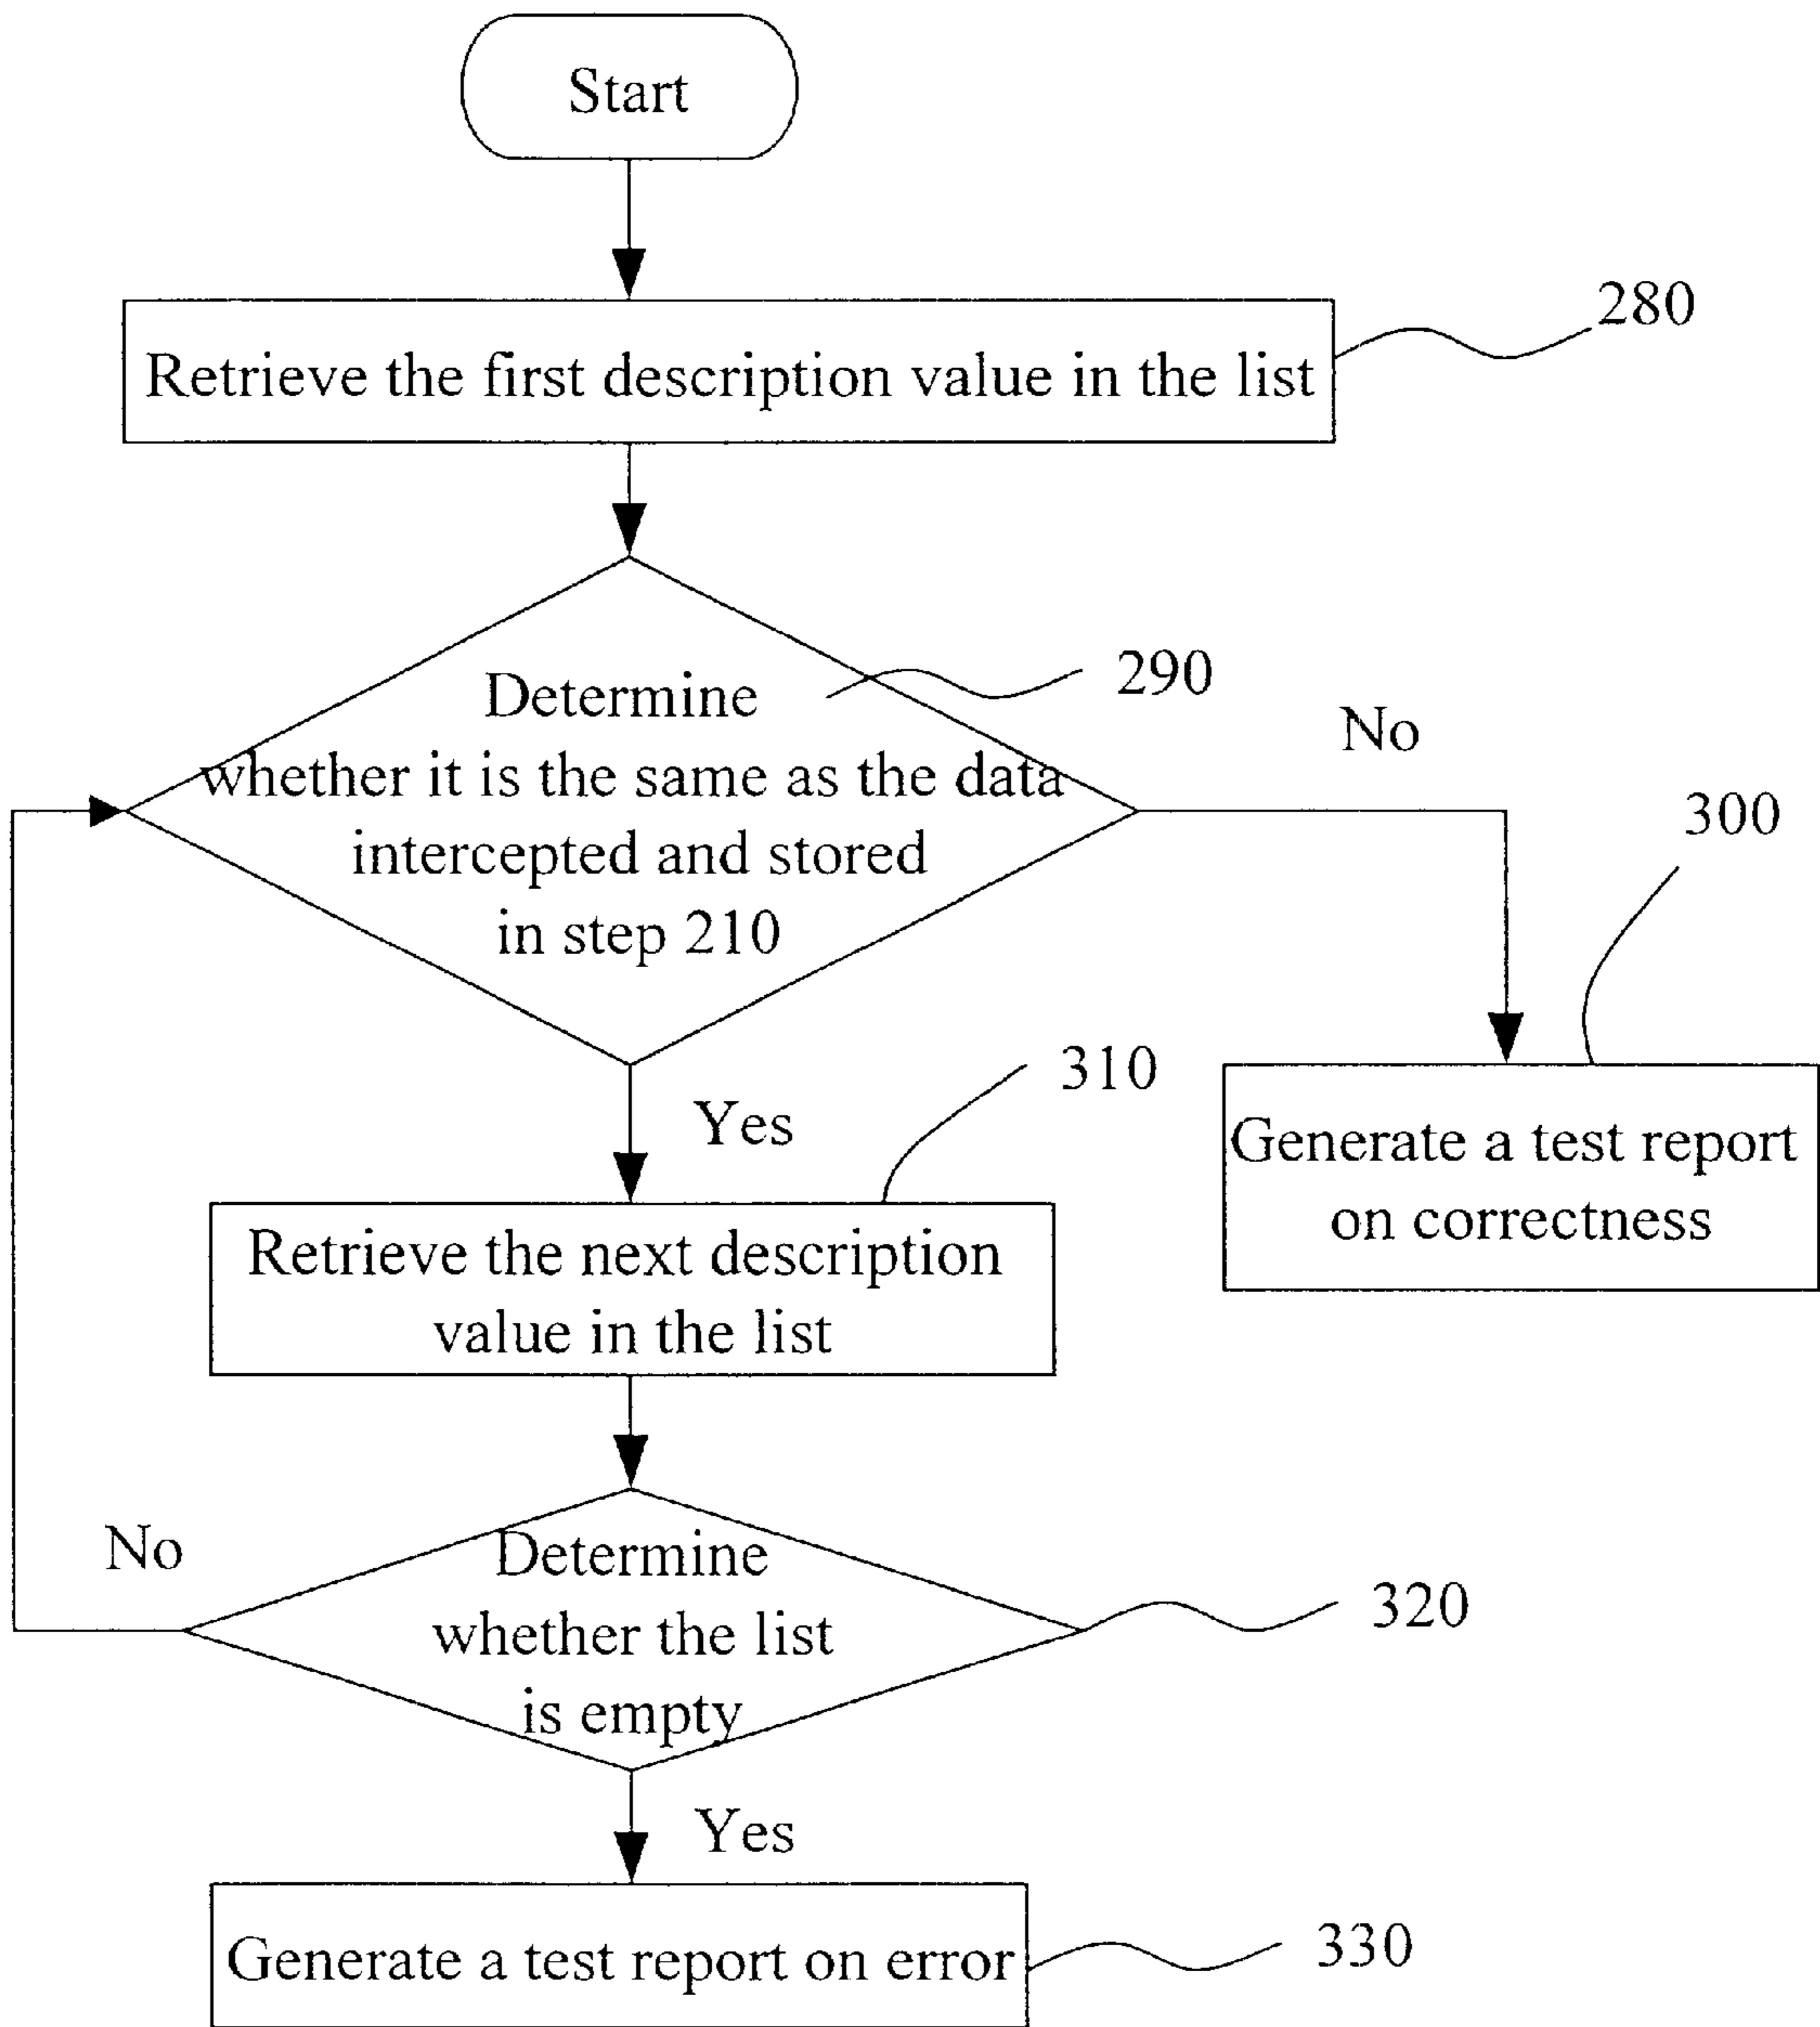 Start
280
Retrieve the first description value in the list
290
Determine
whether it is the same as the data
intercepted and stored
in step 210
No
300
310
Yes
Generate a test report
on correctness
Retrieve the next description
value in the list
No
Determine
whether the list
is empty
320
Yes
Generate a test report on error
330